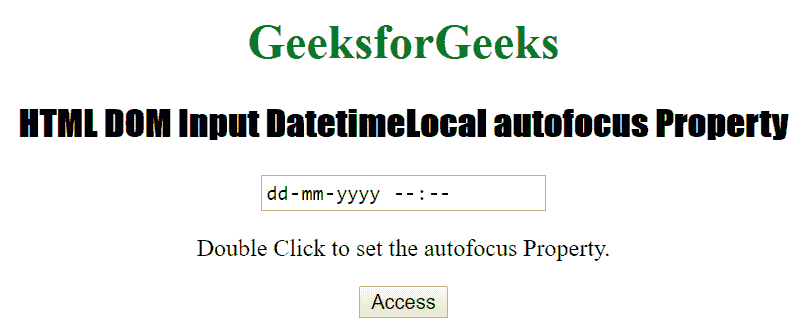 GeeksforGeeks
HTML DOM Input DatetimeLocal autofocus Property
dd-mm-yyyy --:--
Double Click to set the autofocus Property.
Access